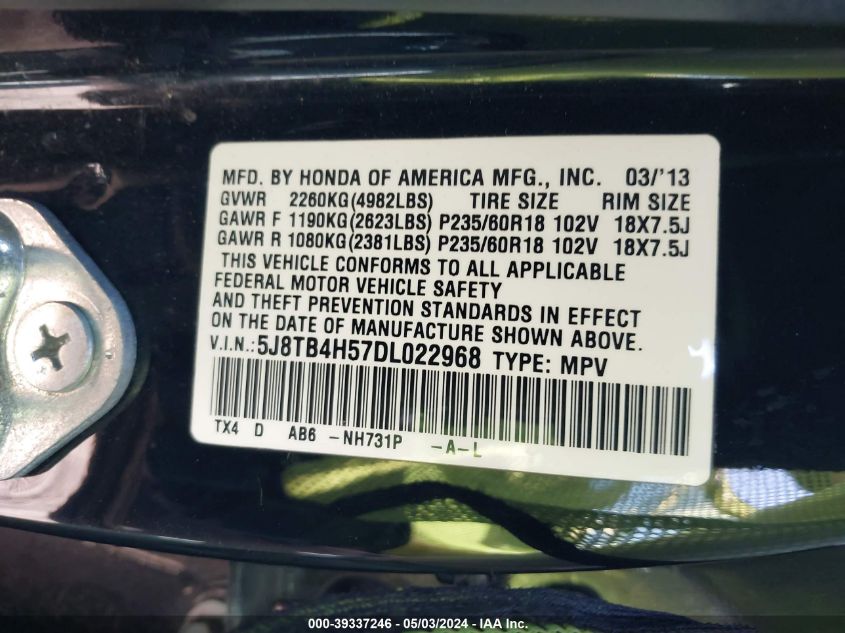 MFD. BY HONDA OF AMERICA MFG., INC. 03/'13
GVWR 2260KG(4982LBS) TIRE SIZE RIM SIZE
GAWR F 1190KG(2623LBS) P235/60R18 102V 18X7.5J
GAWR R 1080KG(2381LBS) P235/60R18 102V 18X7.5J
THIS VEHICLE CONFORMS TO ALL APPLICABLE
FEDERAL MOTOR VEHICLE SAFETY
AND THEFT PREVENTION STANDARDS IN EFFECT
ON THE DATE OF MANUFACTURE SHOWN ABOVE.
V.I.N.:5J8TB4H57DL022968 TYPE: MPV
TX4 D AB6 -NH731P -A-L
000-39337246 - 05/03/2024 - IAA Inc.